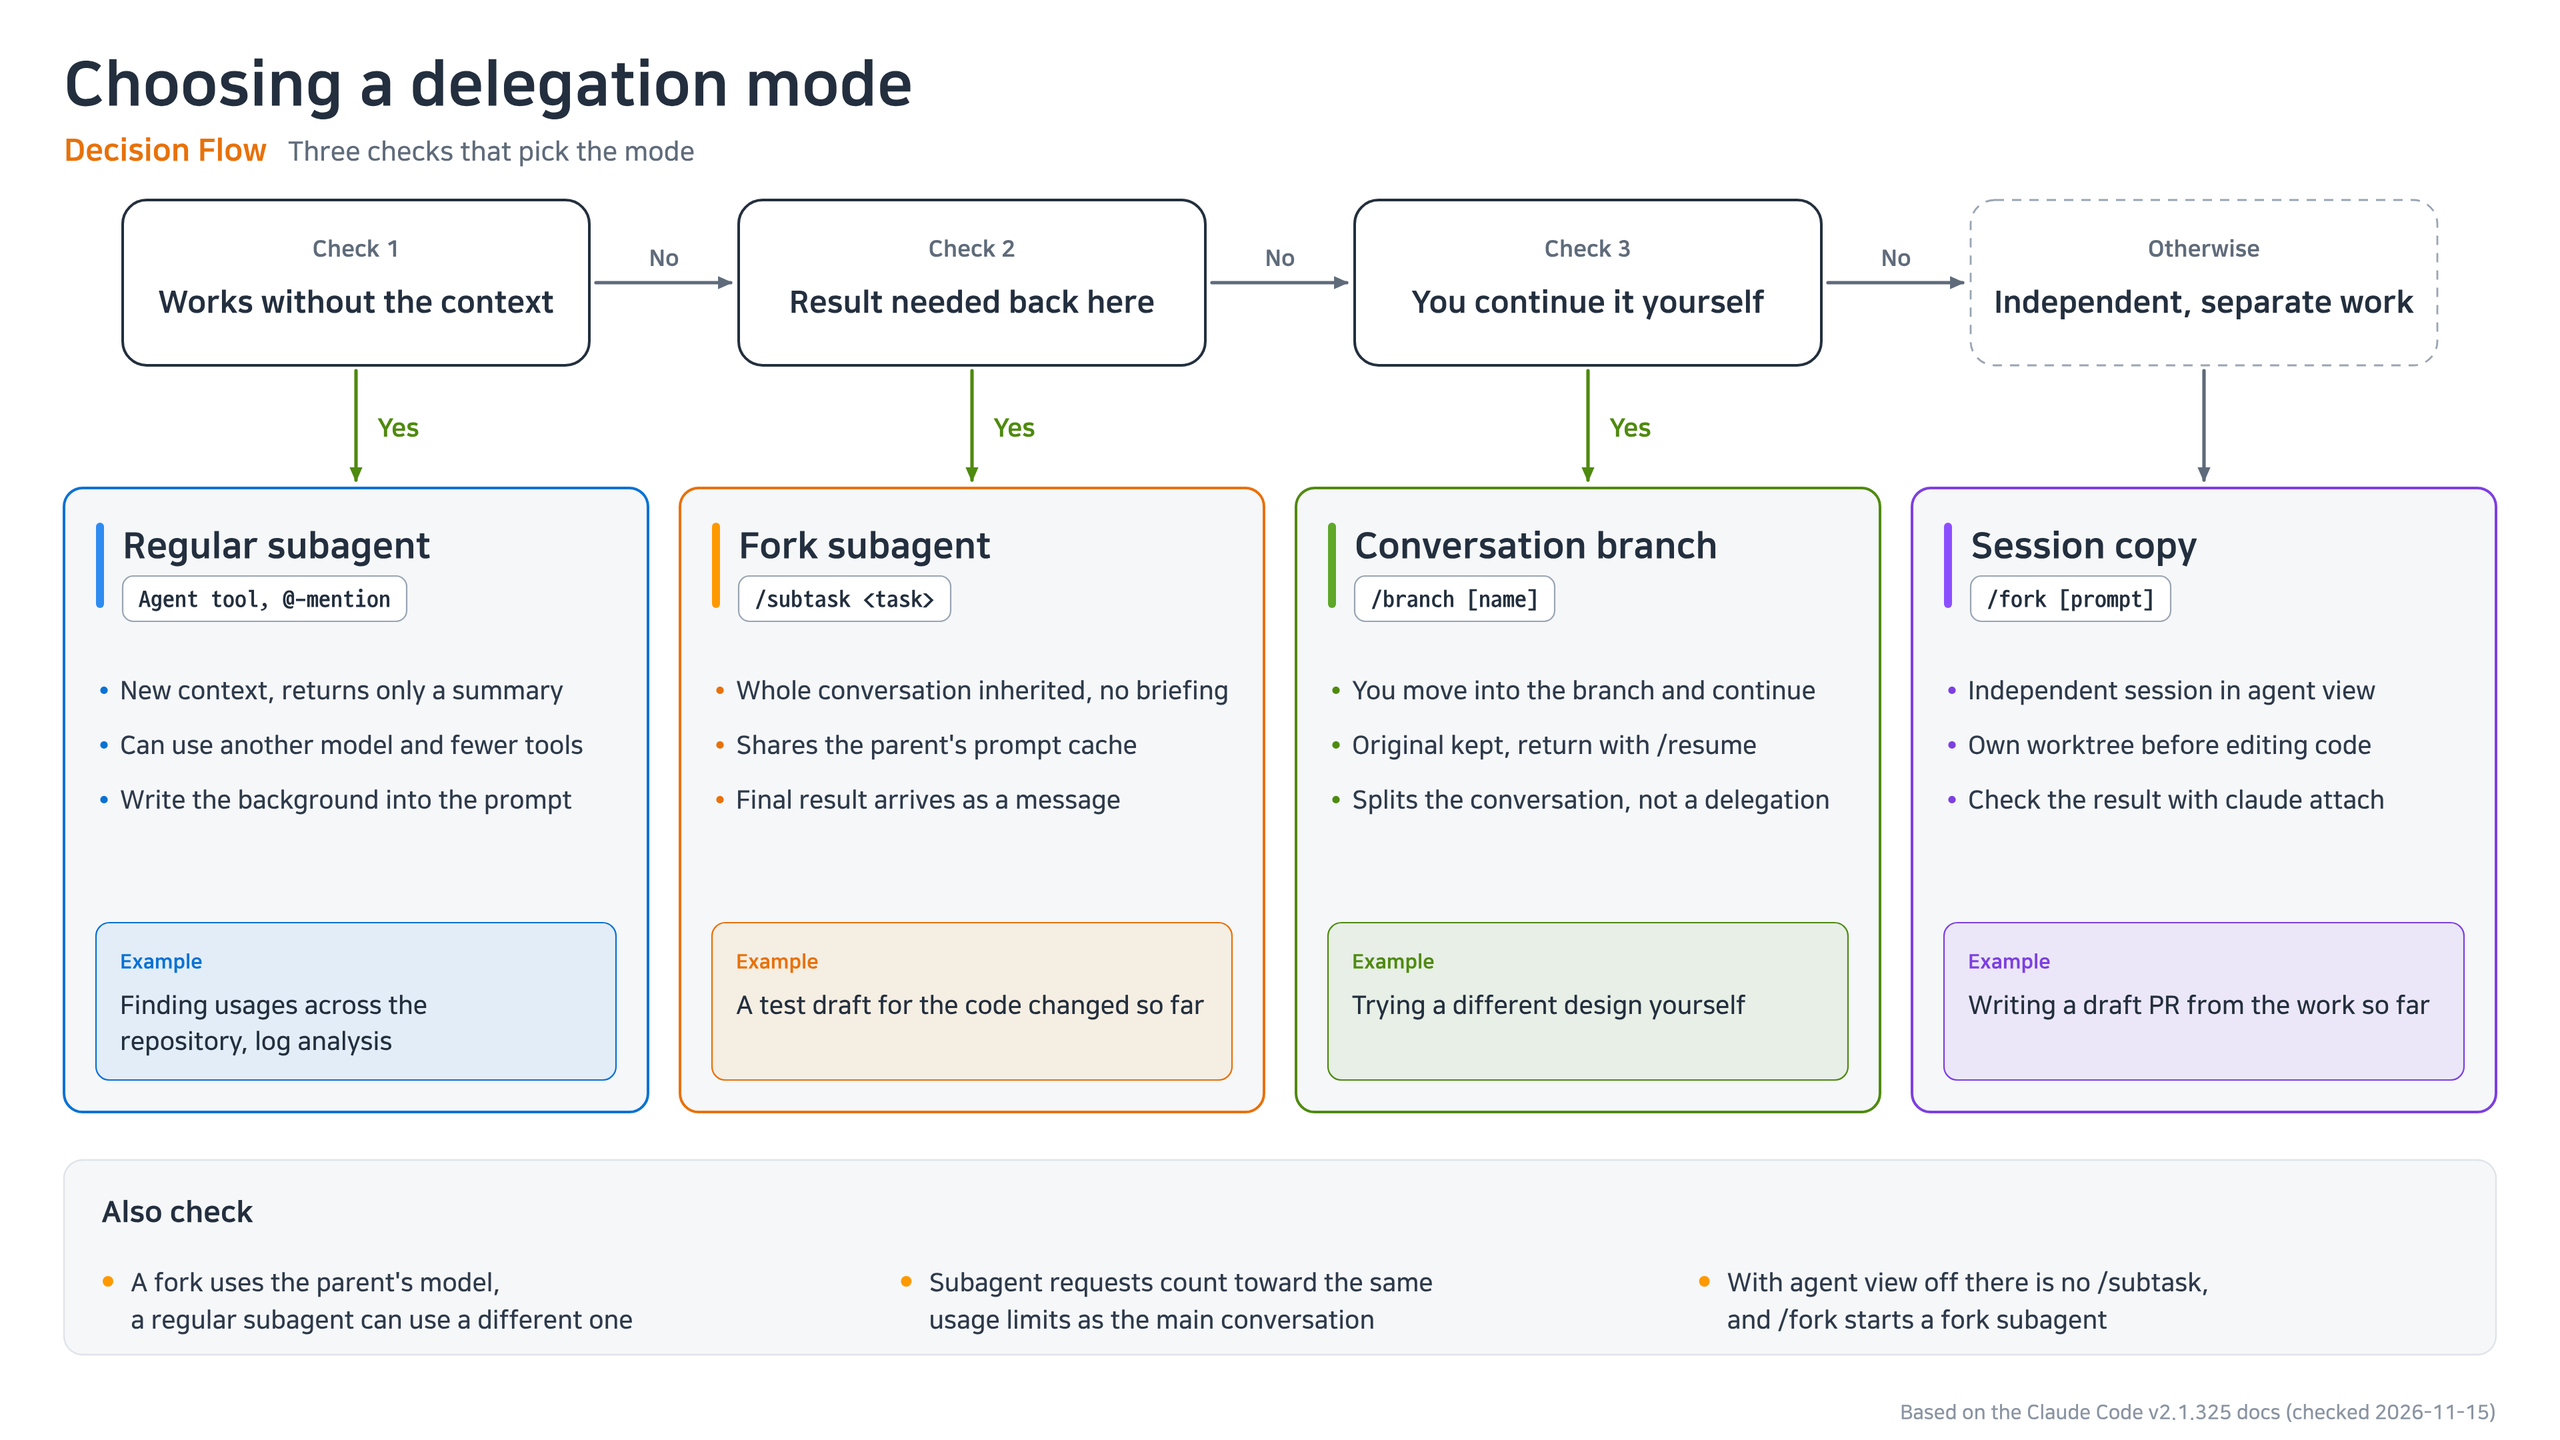 Choosing a delegation mode
Decision Flow Three checks that pick the mode
Check 1
Works without the context
No
Check 2
Result needed back here
No
Check 3
You continue it yourself
No
Otherwise
Independent, separate work
Yes
Yes
Yes
Regular subagent
Agent tool, @-mention
• New context, returns only a summary
• Can use another model and fewer tools
• Write the background into the prompt
Example
Finding usages across the
repository, log analysis
Fork subagent
/subtask <task>
• Whole conversation inherited, no briefing
• Shares the parent's prompt cache
• Final result arrives as a message
Example
A test draft for the code changed so far
Conversation branch
/branch [name]
• You move into the branch and continue
• Original kept, return with /resume
• Splits the conversation, not a delegation
Example
Trying a different design yourself
Session copy
/fork [prompt]
• Independent session in agent view
• Own worktree before editing code
• Check the result with claude attach
Example
Writing a draft PR from the work so far
Also check
• A fork uses the parent's model,
a regular subagent can use a different one
• Subagent requests count toward the same
usage limits as the main conversation
• With agent view off there is no /subtask,
and /fork starts a fork subagent
Based on the Claude Code v2.1.325 docs (checked 2026-11-15)